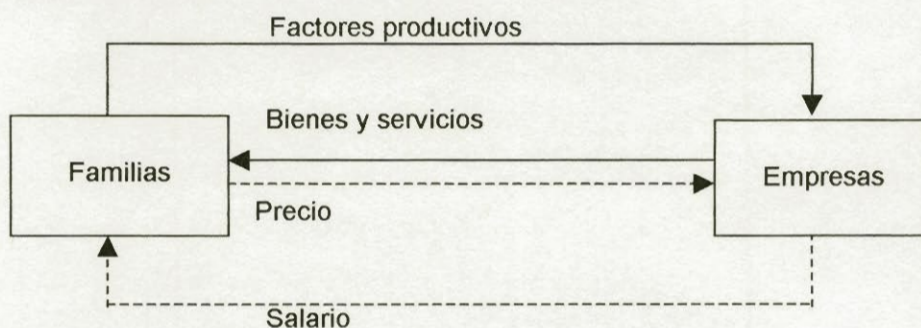 Factores productivos
Bienes y servicios
Familias
Empresas
Precio
Salario